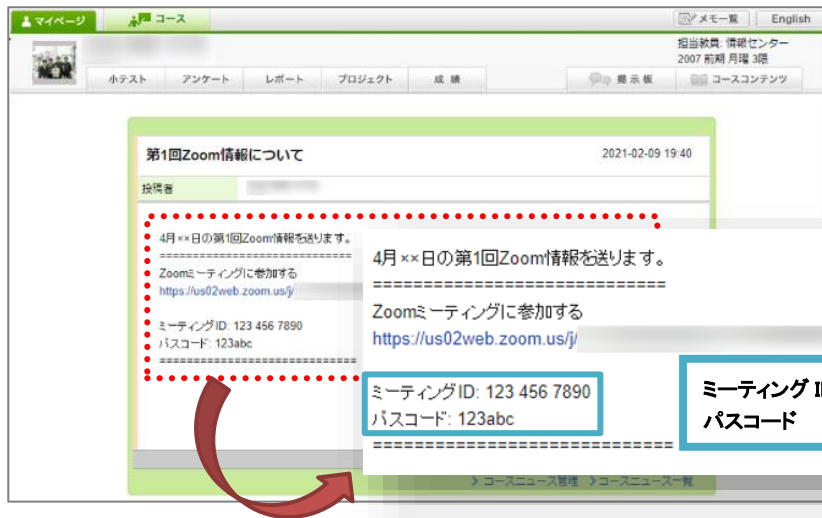 マイページ
コース
メモ一覧
English
担当教員: 情報センター
2007 前期 月曜 3限
小テスト
アンケート
レポート
プロジェクト
成 績
掲 示 板
コースコンテンツ
第1回Zoom情報について
2021-02-09 19:40
投稿者
4月××日の第1回Zoom情報を送ります。
==============================
Zoomミーティングに参加する
https://us02web.zoom.us/j/
ミーティングID: 123 456 7890
パスコード: 123abc
==============================
4月××日の第1回Zoom情報を送ります。
=============================
Zoomミーティングに参加する
https://us02web.zoom.us/j/
ミーティングID: 123 456 7890
パスコード: 123abc
==============================
ミーティング
パスコード
コースニュース管理
コースニュース一覧